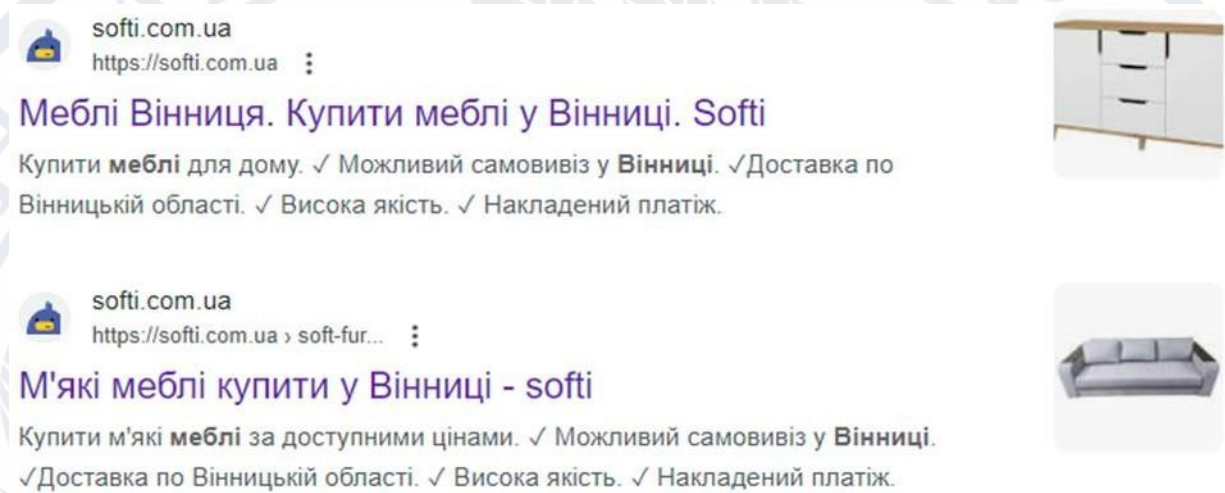 softi.com.ua
https://softi.com.ua
Меблі Вінниця. Купити меблі у Вінниці. Softi
Купити меблі для дому. ✓ Можливий самовивіз у Вінниці. ✓Доставка по
Вінницькій області. ✓ Висока якість. ✓ Накладений платіж.
softi.com.ua
https://softi.com.ua › soft-fur...
М'які меблі купити у Вінниці - softi
Купити м'які меблі за доступними цінами. ✓ Можливий самовивіз у Вінниці.
✓Доставка по Вінницькій області. ✓ Висока якість. ✓ Накладений платіж.